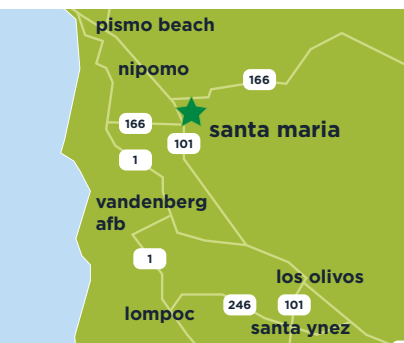 pismo beach
nipomo
166
santa maria
166
101
1
vandenberg
afb
1
los olivos
246
101
lompoc
santa ynez